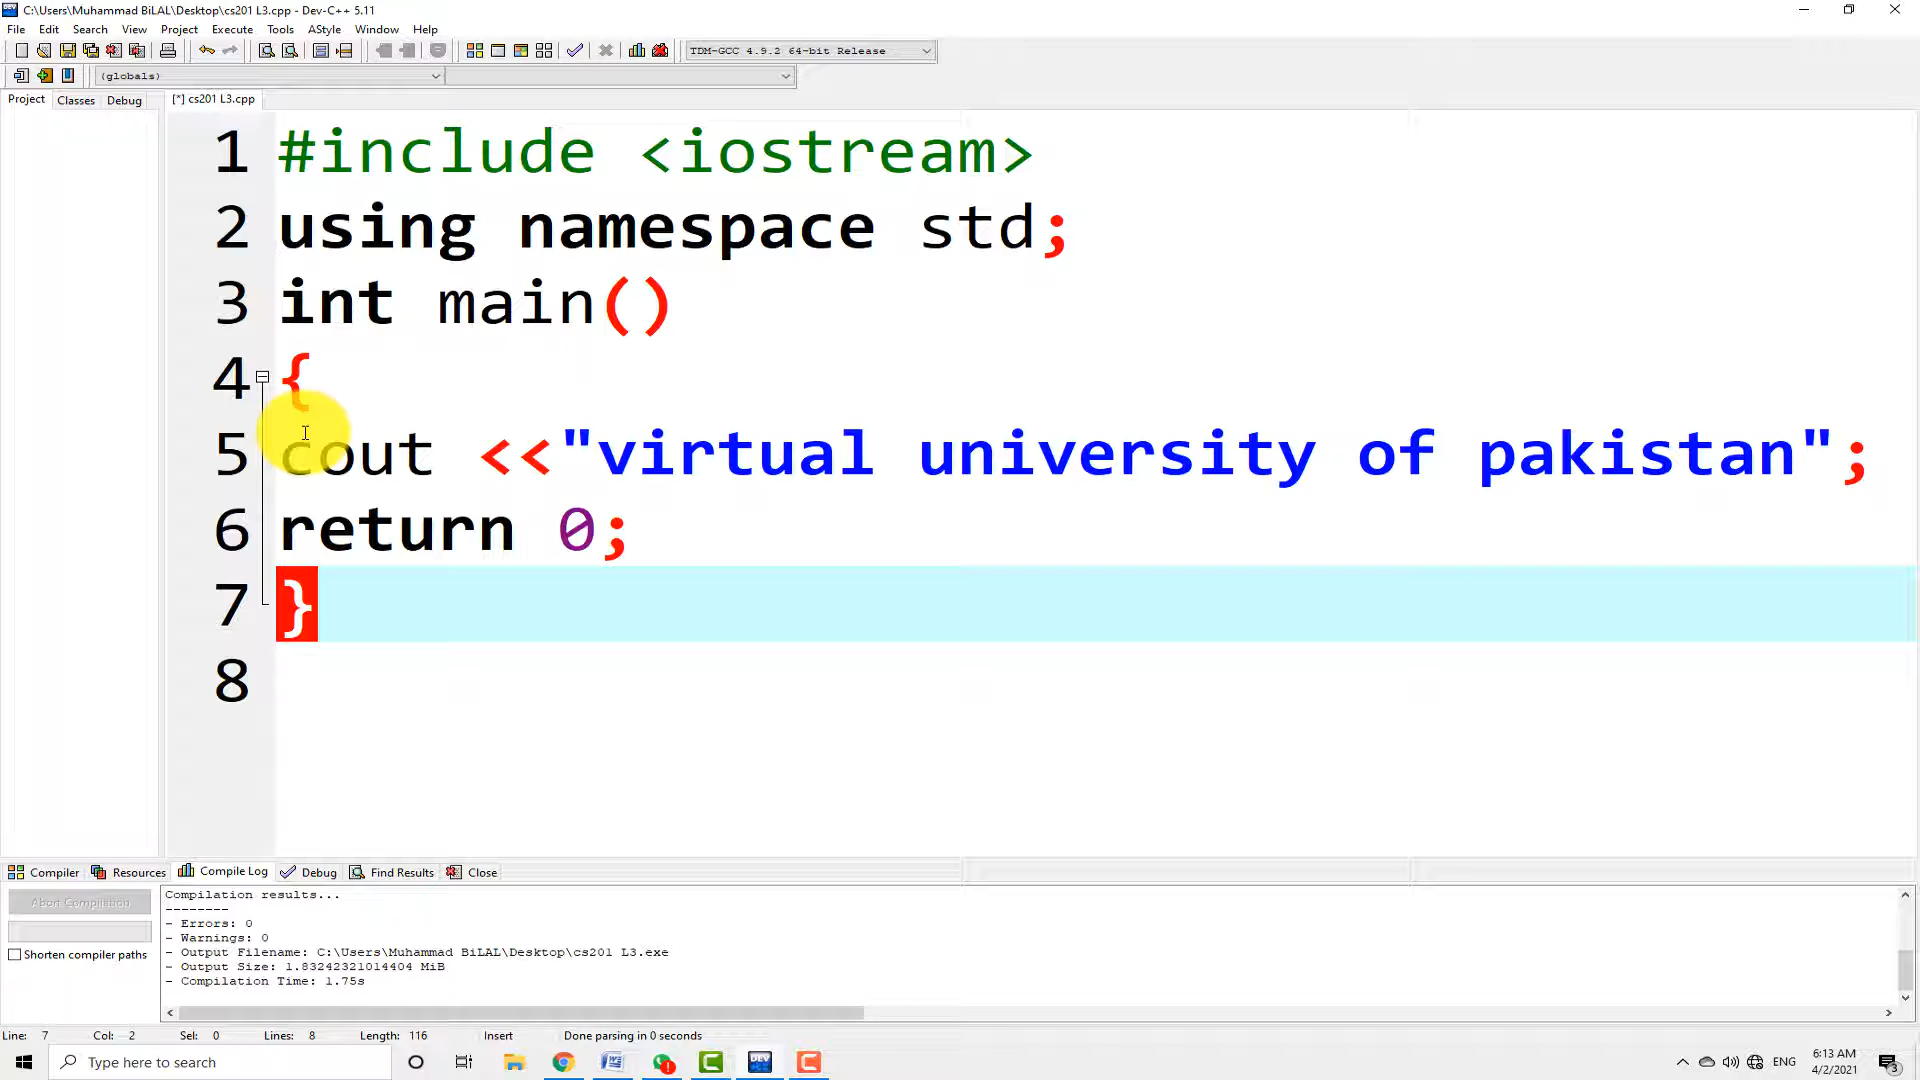 C:\Users\Muhammad BiLAL\Desktop\cs201 L3.cpp - Dev-C++ 5.11
File Edit Search View Project Execute Tools AStyle Window Help
TDM-GCC 4.9.2 64-bit Release
(globals)
Project Classes Debug [*] cs201 L3.cpp
1 #include <iostream>
2 using namespace std;
3 int main()
4 {
5 cout <<"virtual university of pakistan";
6 return 0;
7 }
8
Compiler Resources Compile Log Debug Find Results Close
Abort Compilation
Shorten compiler paths
Compilation results...
--------
- Errors: 0
- Warnings: 0
- Output Filename: C:\Users\Muhammad BiLAL\Desktop\cs201 L3.exe
- Output Size: 1.83242321014404 MiB
- Compilation Time: 1.75s
Line: 7 Col: 2 Sel: 0 Lines: 8 Length: 116 Insert Done parsing in 0 seconds
Type here to search
ENG
6:13 AM
4/2/2021
3